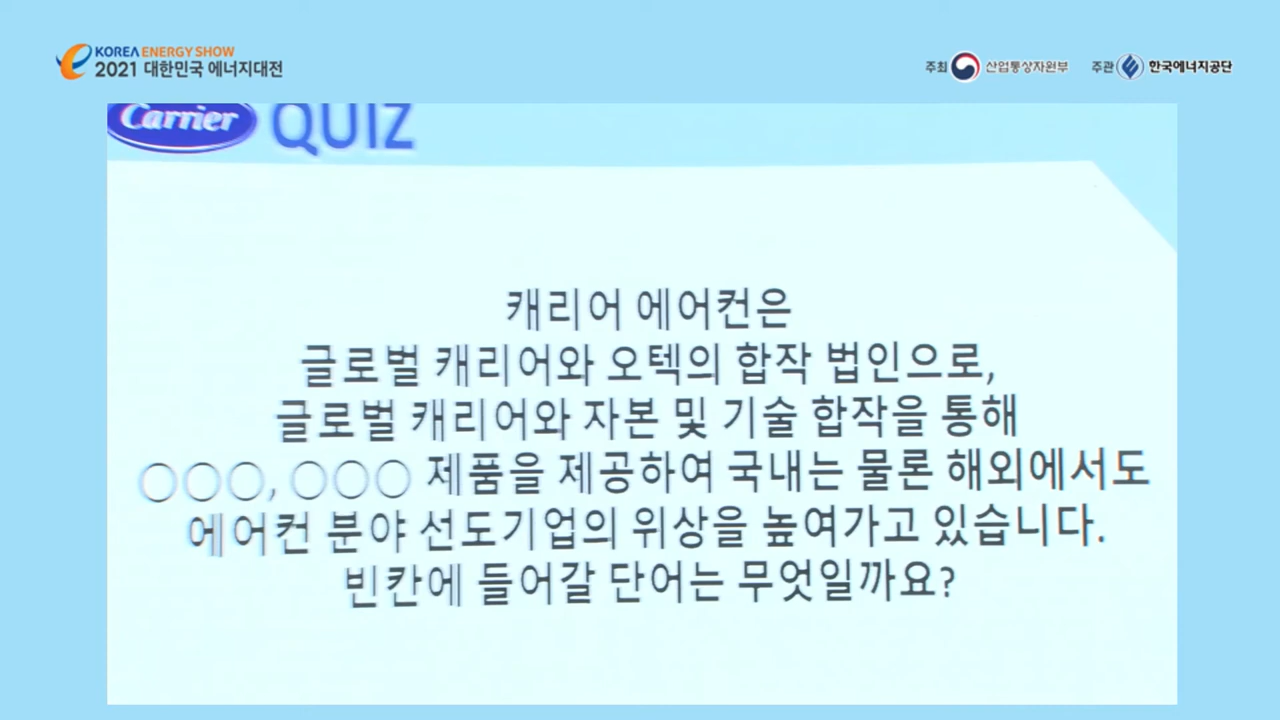 KOREA ENERGY SHOW
2021 대한민국 에너지대전
주최 산업통상자원부 주관 한국에너지공단
Carrier QUIZ
캐리어 에어컨은
글로벌 캐리어와 오텍의 합작 법인으로,
글로벌 캐리어와 자본 및 기술 합작을 통해
○○○, ○○○ 제품을 제공하여 국내는 물론 해외에서도
에어컨 분야 선도기업의 위상을 높여가고 있습니다.
빈칸에 들어갈 단어는 무엇일까요?